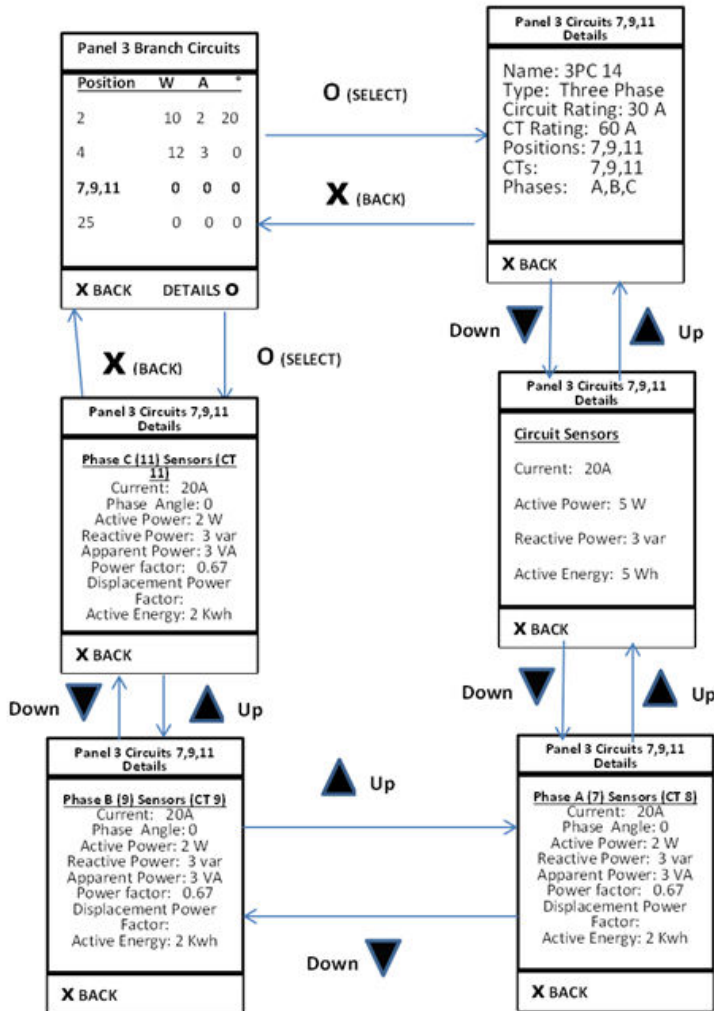 Panel 3 Branch Circuits
Position W A °
2 10 2 20
4 12 3 0
7,9,11 0 0 0
25 0 0 0
X BACK DETAILS O
O (SELECT)
X (BACK)
Panel 3 Circuits 7,9,11
Details
Name: 3PC 14
Type: Three Phase
Circuit Rating: 30 A
CT Rating: 60 A
Positions: 7,9,11
CTs: 7,9,11
Phases: A,B,C
X BACK
X (BACK)
O (SELECT)
Down
Up
Panel 3 Circuits 7,9,11
Details
Phase C (11) Sensors (CT
11)
Current: 20A
Phase Angle: 0
Active Power: 2 W
Reactive Power: 3 var
Apparent Power: 3 VA
Power factor: 0.67
Displacement Power
Factor:
Active Energy: 2 Kwh
X BACK
Panel 3 Circuits 7,9,11
Details
Circuit Sensors
Current: 20A
Active Power: 5 W
Reactive Power: 3 var
Active Energy: 5 Wh
X BACK
Down
Up
Down
Up
Panel 3 Circuits 7,9,11
Details
Phase B (9) Sensors (CT 9)
Current: 20A
Phase Angle: 0
Active Power: 2 W
Reactive Power: 3 var
Apparent Power: 3 VA
Power factor: 0.67
Displacement Power
Factor:
Active Energy: 2 Kwh
X BACK
Up
Down
Panel 3 Circuits 7,9,11
Details
Phase A (7) Sensors (CT 8)
Current: 20A
Phase Angle: 0
Active Power: 2 W
Reactive Power: 3 var
Apparent Power: 3 VA
Power factor: 0.67
Displacement Power
Factor:
Active Energy: 2 Kwh
X BACK